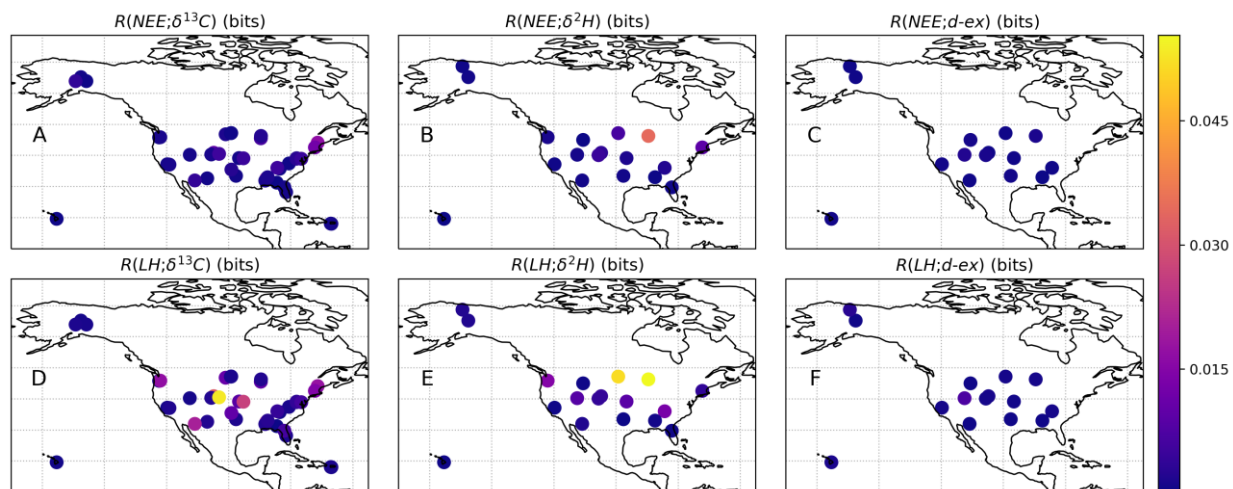 R(NEE;δ¹³C) (bits)
R(NEE;δ²H) (bits)
R(NEE;d-ex) (bits)
A
B
C
0.045
0.030
R(LH;δ¹³C) (bits)
R(LH;δ²H) (bits)
R(LH;d-ex) (bits)
D
E
F
0.015